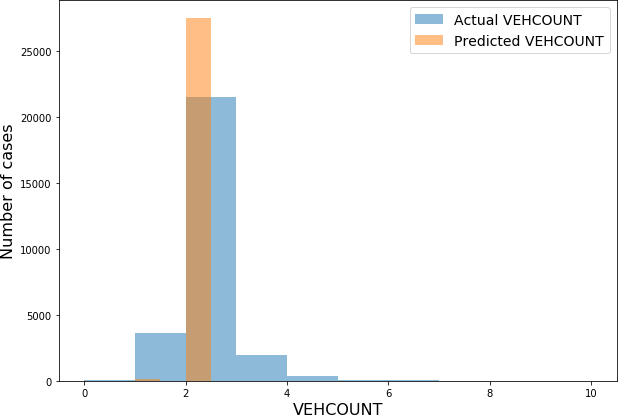 Actual VEHCOUNT
Predicted VEHCOUNT
Number of cases
25000
20000
15000
10000
5000
0
0 2 4 6 8 10
VEHCOUNT